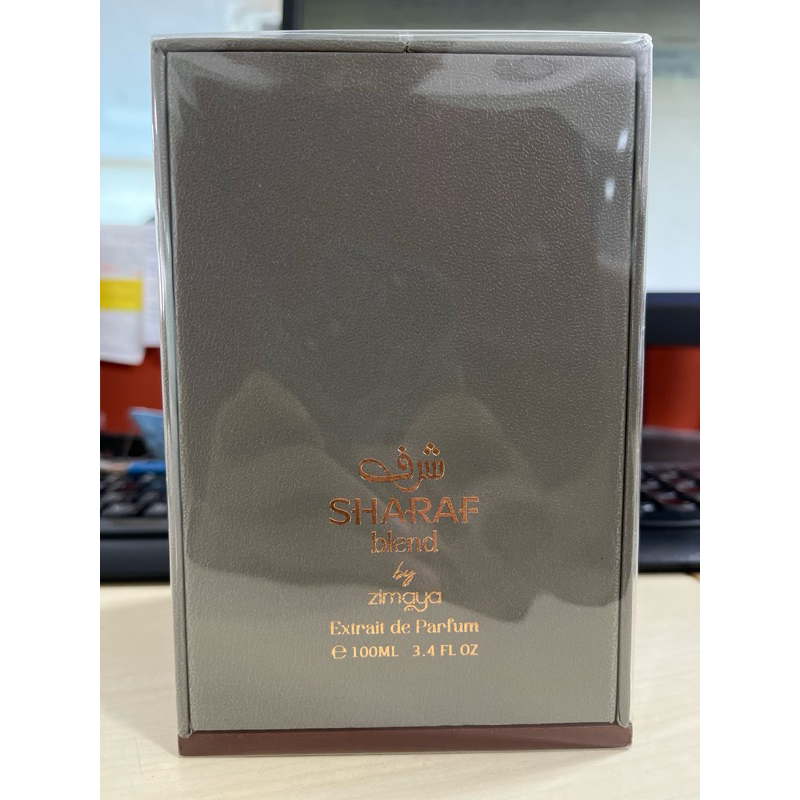 شرف
SHARAF
blend
by
zimaya
Extrait de Parfum
℮ 100ML 3.4 FL OZ